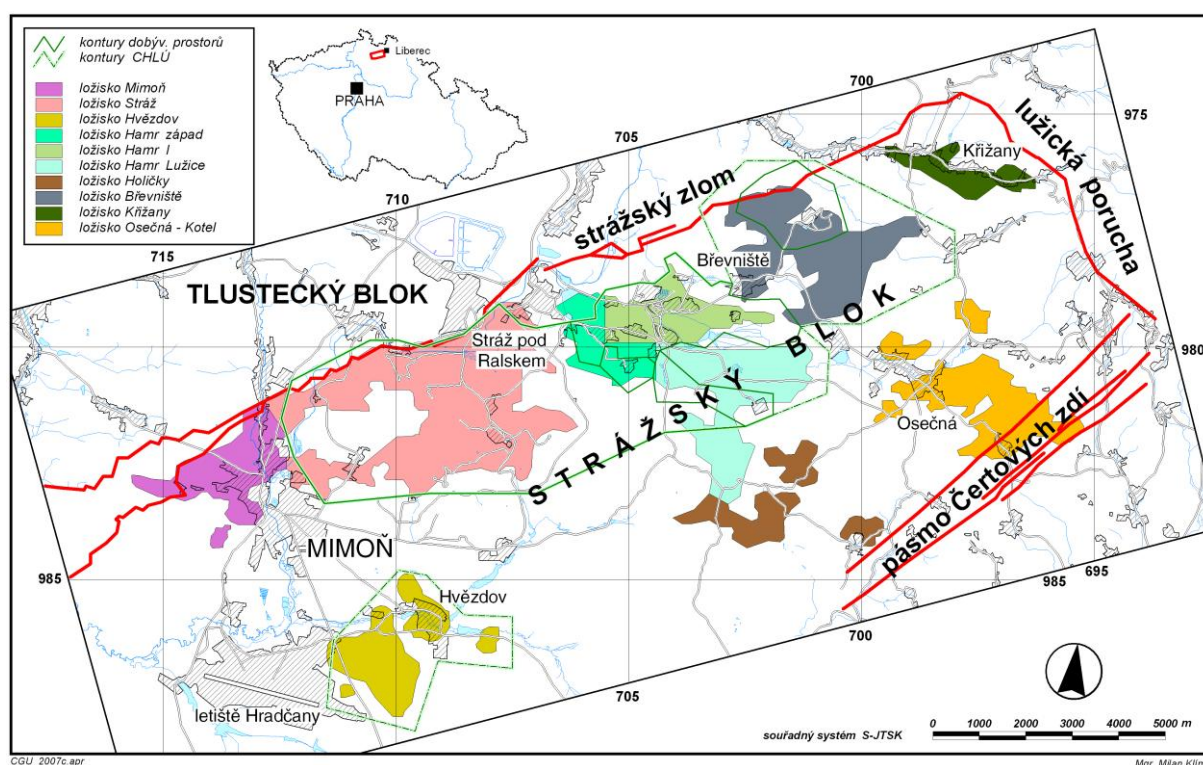 kontury dobýv. prostorů
kontury CHLÚ
ložisko Mimoň
ložisko Stráž
ložisko Hvězdov
ložisko Hamr západ
ložisko Hamr I
ložisko Hamr Lužice
ložisko Holičky
ložisko Břevniště
ložisko Křižany
ložisko Osečná - Kotel
Liberec
PRAHA
700
975
705
lužická porucha
Křižany
strážský zlom
710
715
Břevniště
TLUSTECKÝ BLOK
Stráž pod
Ralskem
980
STRÁŽSKÝ BLOK
Osečná
pásmo Čertových zdí
MIMOŇ
985
Hvězdov
985
695
700
705
letiště Hradčany
souřadný systém S-JTSK
0 1000 2000 3000 4000 5000 m
CGU_2007c.apr